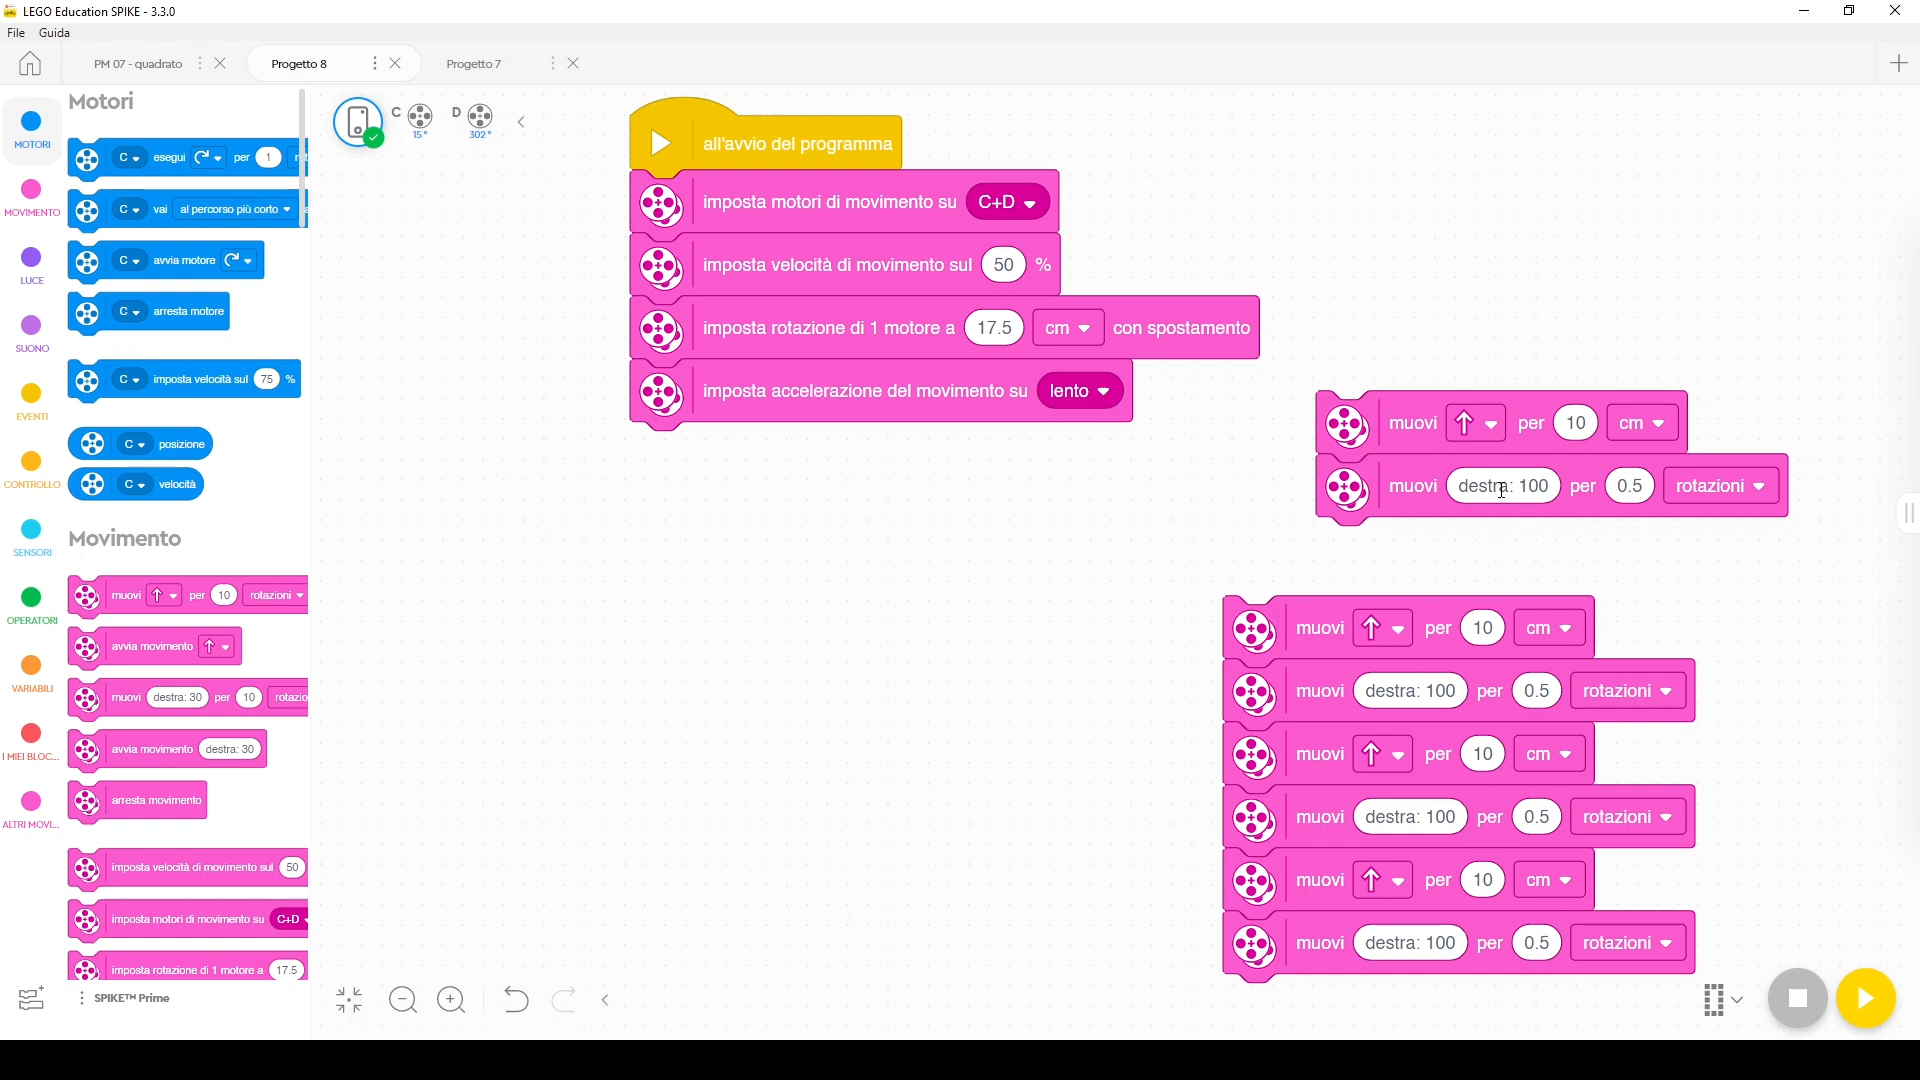 LEGO Education SPIKE - 3.3.0
File Guida
PM 07 - quadrato
Progetto 8
Progetto 7
MOTORI
MOVIMENTO
LUCE
SUONO
EVENTI
CONTROLLO
SENSORI
OPERATORI
VARIABILI
I MIEI BLOC...
ALTRI MOVI...
Motori
C esegui per 1
C vai al percorso più corto
C avvia motore
C arresta motore
C imposta velocità sul 75 %
C posizione
C velocità
Movimento
muovi per 10 rotazioni
avvia movimento
muovi destra: 30 per 10 rotazio
avvia movimento destra: 30
arresta movimento
imposta velocità di movimento sul 50
imposta motori di movimento su C+D
imposta rotazione di 1 motore a 17.5
SPIKE™ Prime
C 15° D 302°
all'avvio del programma
imposta motori di movimento su C+D
imposta velocità di movimento sul 50 %
imposta rotazione di 1 motore a 17.5 cm con spostamento
imposta accelerazione del movimento su lento
muovi per 10 cm
muovi destra: 100 per 0.5 rotazioni
muovi per 10 cm
muovi destra: 100 per 0.5 rotazioni
muovi per 10 cm
muovi destra: 100 per 0.5 rotazioni
muovi per 10 cm
muovi destra: 100 per 0.5 rotazioni